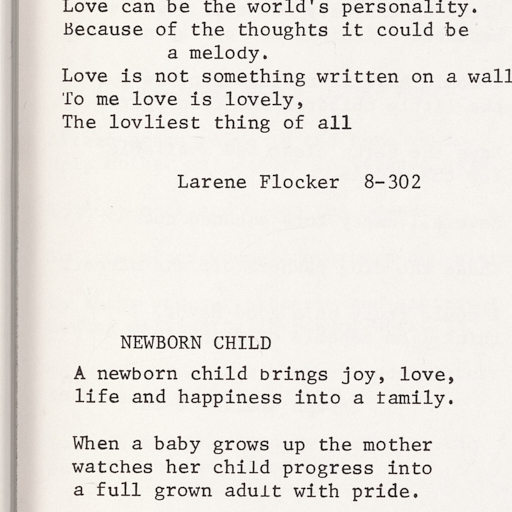 Love can be the world's personality.
Because of the thoughts it could be
a melody.
Love is not something written on a wall
To me love is lovely,
The lovliest thing of all
Larene Flocker 8-302
NEWBORN CHILD
A newborn child brings joy, love,
life and happiness into a family.
When a baby grows up the mother
watches her child progress into
a full grown adult with pride.